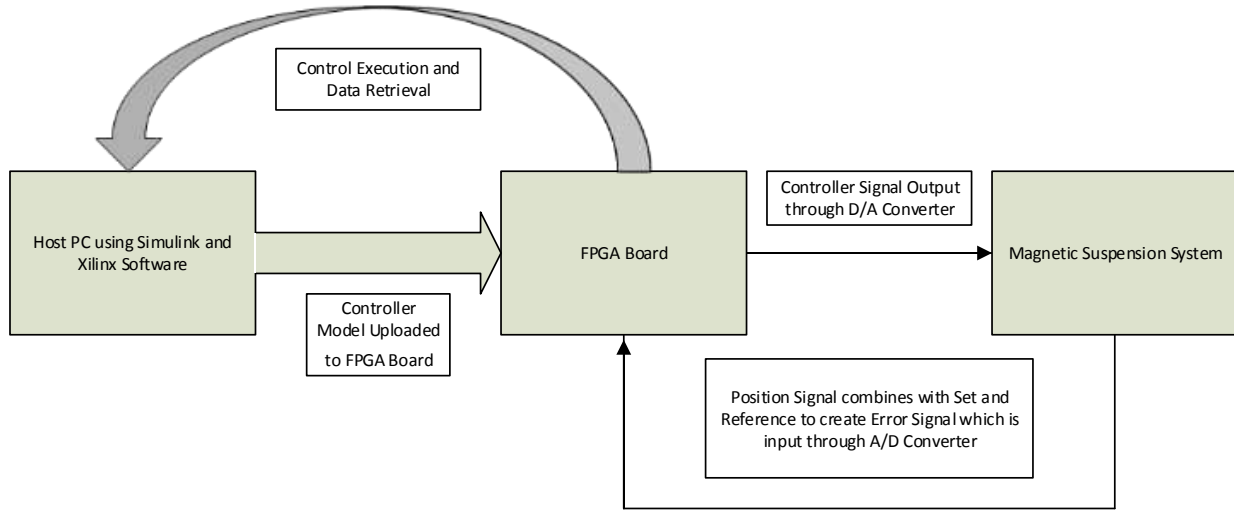 Control Execution and
Data Retrieval
Host PC using Simulink and
Xilinx Software
Controller
Model Uploaded
to FPGA Board
FPGA Board
Controller Signal Output
through D/A Converter
Magnetic Suspension System
Position Signal combines with Set and
Reference to create Error Signal which is
input through A/D Converter